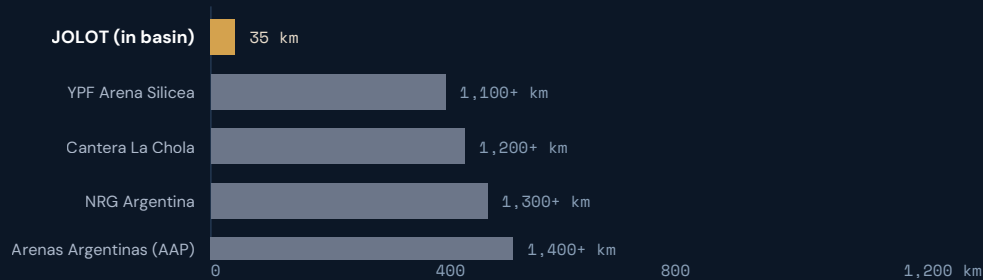 JOLOT (in basin) 35 km
YPF Arena Silicea 1,100+ km
Cantera La Chola 1,200+ km
NRG Argentina 1,300+ km
Arenas Argentinas (AAP) 1,400+ km
0 400 800 1,200 km